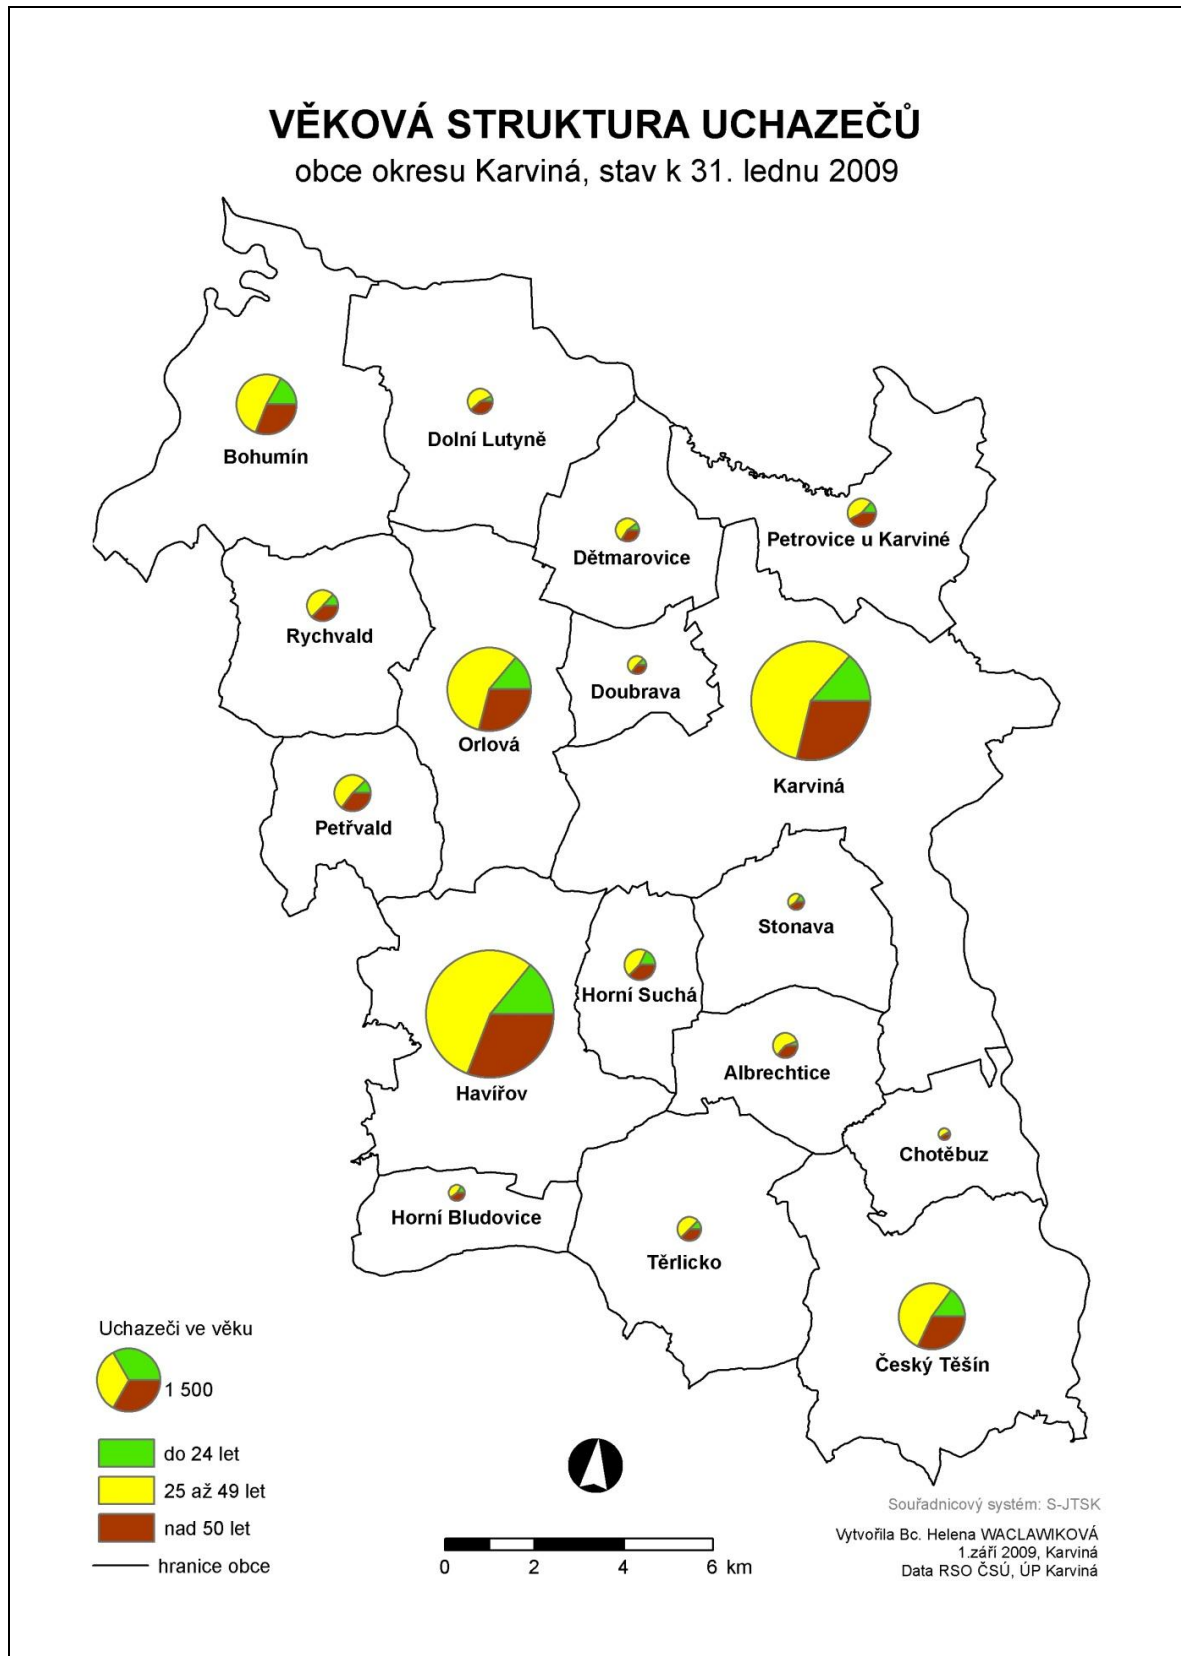 VĚKOVÁ STRUKTURA UCHAZEČŮ
obce okresu Karviná, stav k 31. lednu 2009
Bohumín
Dolní Lutyně
Dětmarovice
Petrovice u Karviné
Rychvald
Orlová
Doubrava
Karviná
Petřvald
Stonava
Horní Suchá
Havířov
Albrechtice
Chotěbuz
Horní Bludovice
Těrlicko
Český Těšín
Uchazeči ve věku
1 500
do 24 let
25 až 49 let
nad 50 let
hranice obce
0 2 4 6 km
Souřadnicový systém: S-JTSK
Vytvořila Bc. Helena WACLAWIKOVÁ
1.září 2009, Karviná
Data RSO ČSÚ, ÚP Karviná